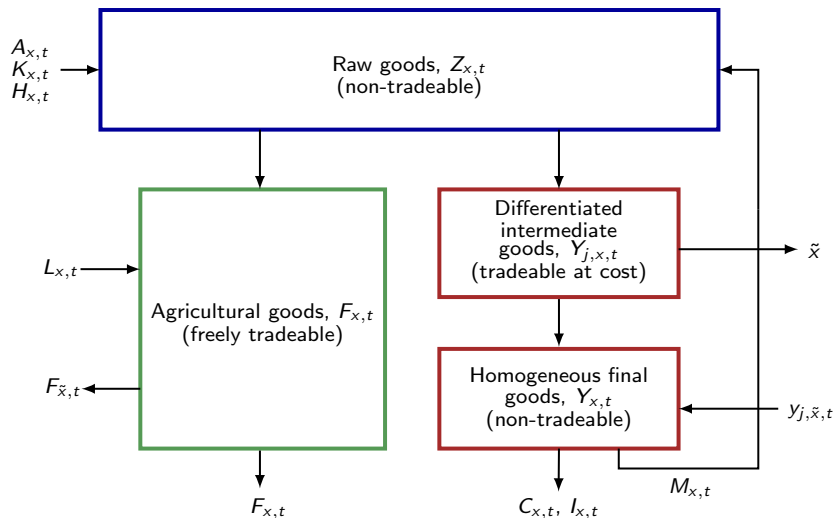 A_{x,t}
K_{x,t}
H_{x,t}
Raw goods, Z_{x,t}
(non-tradeable)
Differentiated
intermediate
goods, Y_{j,x,t}
(tradeable at cost)
x̃
L_{x,t}
Agricultural goods, F_{x,t}
(freely tradeable)
F_{x̃,t}
Homogeneous final
goods, Y_{x,t}
(non-tradeable)
y_{j,x̃,t}
M_{x,t}
F_{x,t}
C_{x,t}, I_{x,t}